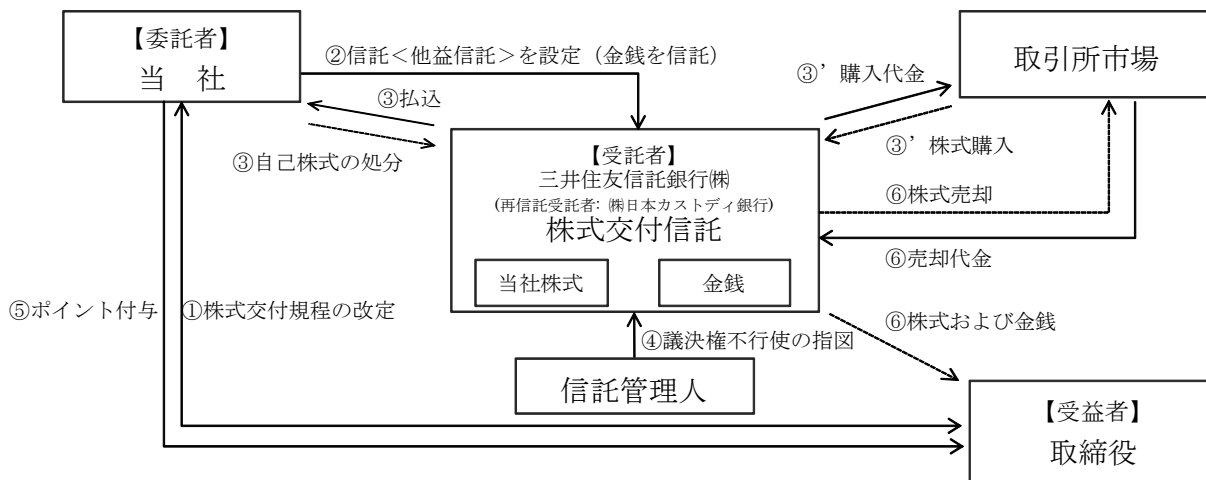 【委託者】
当　社
②信託＜他益信託＞を設定（金銭を信託）
③払込
③自己株式の処分
③’購入代金
取引所市場
③’株式購入
【受託者】
三井住友信託銀行㈱
(再信託受託者: ㈱日本カストディ銀行)
株式交付信託
当社株式
金銭
⑥株式売却
⑥売却代金
⑤ポイント付与
①株式交付規程の改定
④議決権不行使の指図
⑥株式および金銭
信託管理人
【受益者】
取締役